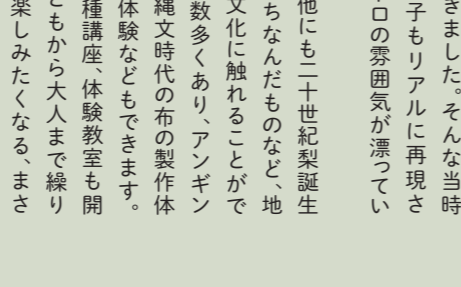 きました。そんな当時
子もリアルに再現さ
ロの雰囲気が漂ってい
他にも二十世紀梨誕生
ちなんだものなど、地
文化に触れることがで
数多くあり、アンギン
縄文時代の布の製作体
体験などもできます。
種講座、体験教室も開
どもから大人まで繰り
楽しみたくなる、まさ